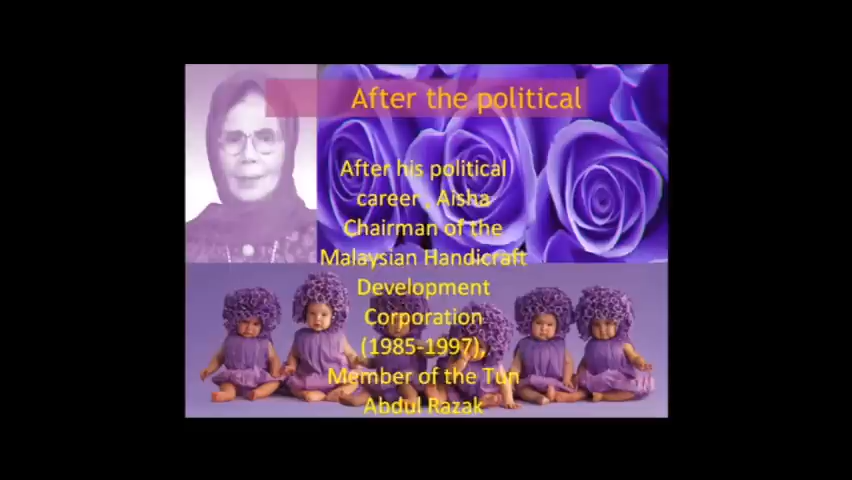 After the political
After his political
career , Aisha
Chairman of the
Malaysian Handicraft
Development
Corporation
(1985-1997),
Member of the Tun
Abdul Razak